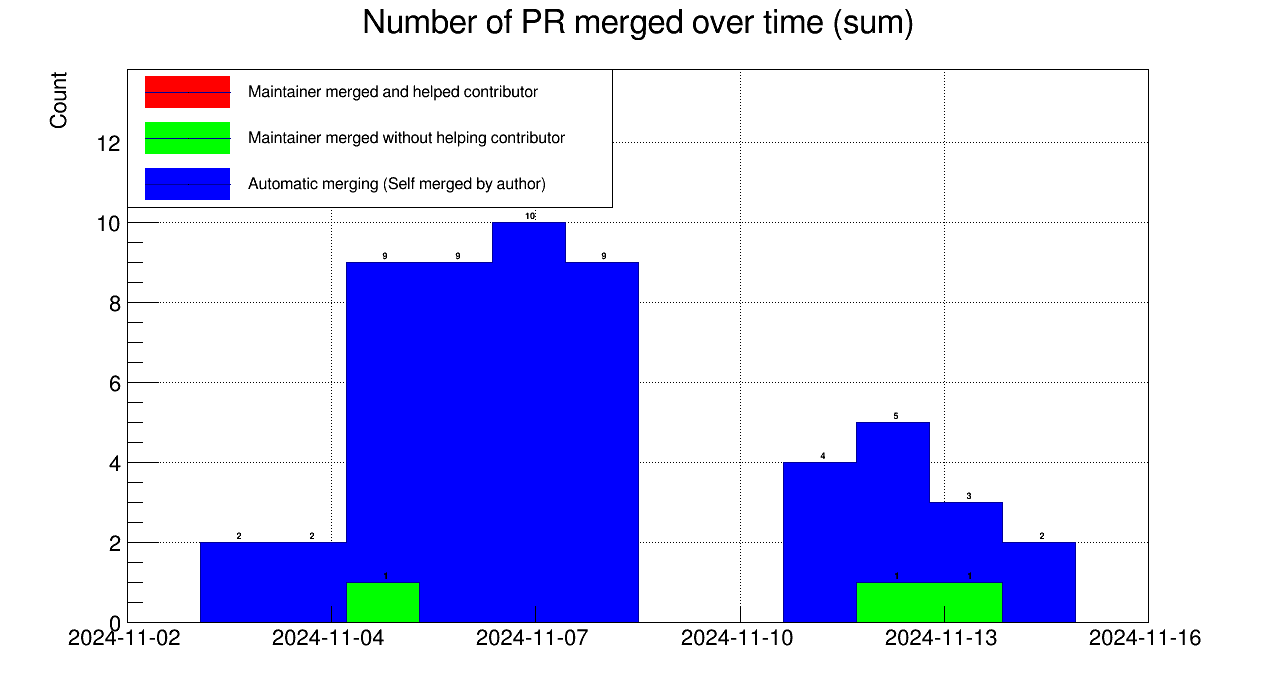 Number of PR merged over time (sum)
Count
Maintainer merged and helped contributor
Maintainer merged without helping contributor
Automatic merging (Self merged by author)
12
10
8
6
4
2
0
10
9 9 9
5
4
3
2 2 2
1 1 1
2024-11-02 2024-11-04 2024-11-07 2024-11-10 2024-11-13 2024-11-16